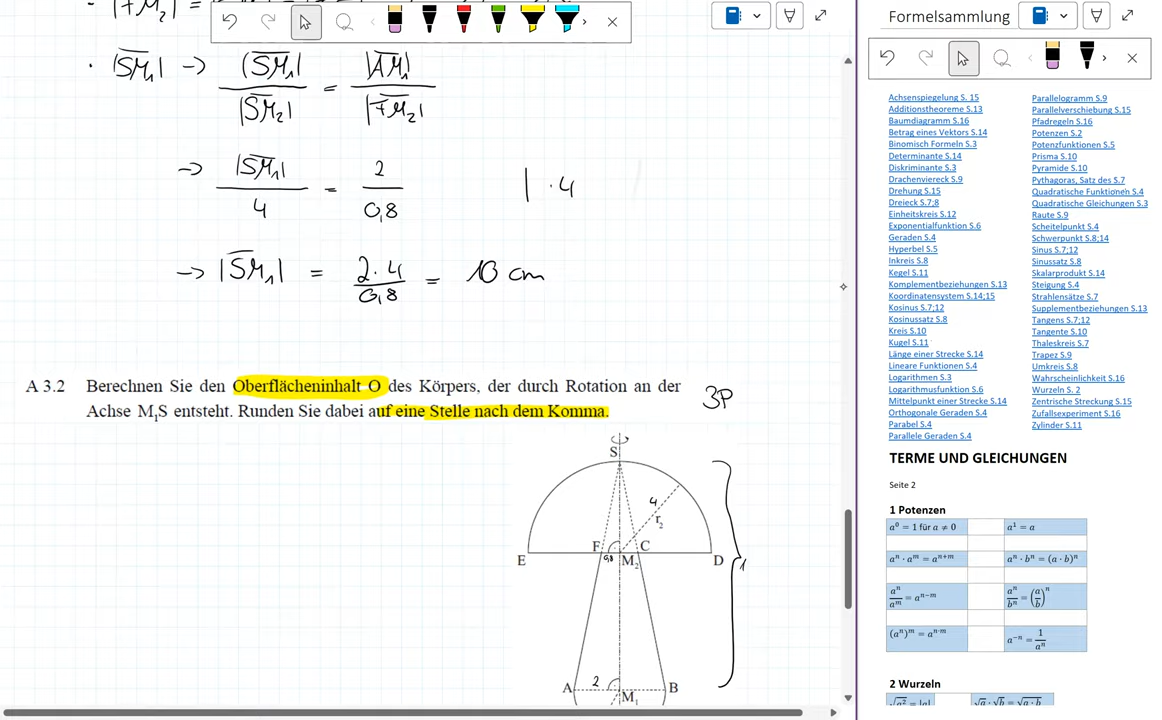 Formelsammlung
· |SM₁| -> |SM₁| / |SM₂| = |AM₁| / |FM₂|
-> |SM₁| / 4 = 2 / 0,8 | · 4
-> |SM₁| = 2 · 4 / 0,8 = 10 cm
A 3.2 Berechnen Sie den Oberflächeninhalt O des Körpers, der durch Rotation an der
Achse M₁S entsteht. Runden Sie dabei auf eine Stelle nach dem Komma.
3P
S
4
r₂
F
C
E
0,8
M₂
D
A
2
B
M₁
Achsenspiegelung S. 15
Additionstheoreme S.13
Baumdiagramm S.16
Betrag eines Vektors S.14
Binomisch Formeln S.3
Determinante S.14
Diskriminante S.3
Drachenviereck S.9
Drehung S.15
Dreieck S.7;8
Einheitskreis S.12
Exponentialfunktion S.6
Geraden S.4
Hyperbel S.5
Inkreis S.8
Kegel S.11
Komplementbeziehungen S.13
Koordinatensystem S.14;15
Kosinus S.7;12
Kosinussatz S.8
Kreis S.10
Kugel S.11
Länge einer Strecke S.14
Lineare Funktionen S.4
Logarithmen S.3
Logarithmusfunktion S.6
Mittelpunkt einer Strecke S.14
Orthogonale Geraden S.4
Parabel S.4
Parallele Geraden S.4
Parallelogramm S.9
Parallelverschiebung S.15
Pfadregeln S.16
Potenzen S.2
Potenzfunktionen S.5
Prisma S.10
Pyramide S.10
Pythagoras, Satz des S.7
Quadratische Funktionen S.4
Quadratische Gleichungen S.3
Raute S.9
Scheitelpunkt S.4
Schwerpunkt S.8;14
Sinus S.7;12
Sinussatz S.8
Skalarprodukt S.14
Steigung S.4
Strahlensätze S.7
Supplementbeziehungen S.13
Tangens S.7;12
Tangente S.10
Thaleskreis S.7
Trapez S.9
Umkreis S.8
Wahrscheinlichkeit S.16
Wurzeln S. 2
Zentrische Streckung S.15
Zufallsexperiment S.16
Zylinder S.11
TERME UND GLEICHUNGEN
Seite 2
1 Potenzen
a⁰ = 1 für a ≠ 0 a¹ = a
aⁿ · aᵐ = aⁿ⁺ᵐ aⁿ · bⁿ = (a · b)ⁿ
aⁿ / aᵐ = aⁿ⁻ᵐ aⁿ / bⁿ = (a / b)ⁿ
(aⁿ)ᵐ = aⁿ·ᵐ a⁻ⁿ = 1 / aⁿ
2 Wurzeln